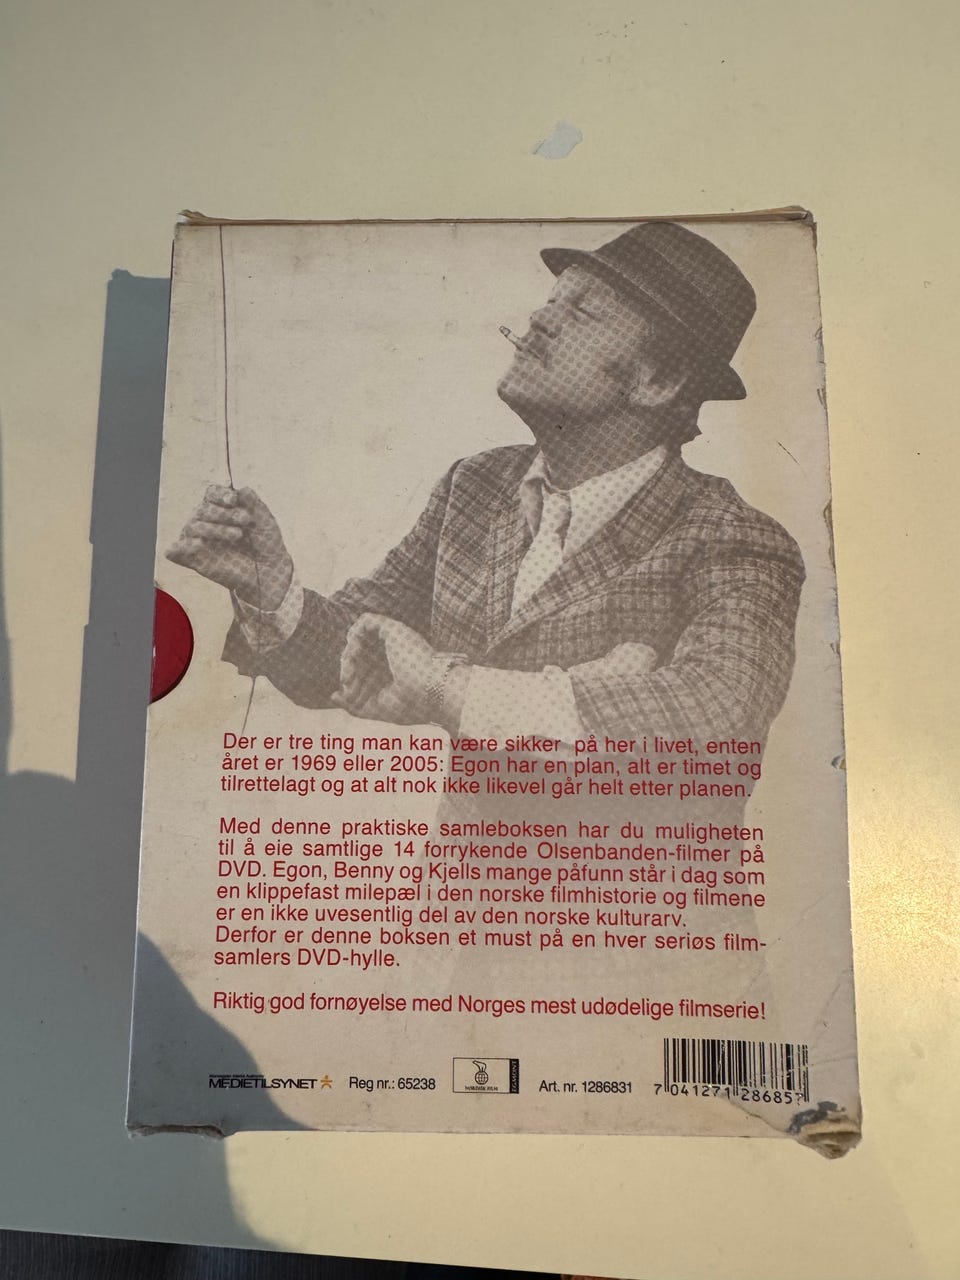 Der er tre ting man kan være sikker på her i livet, enten
året er 1969 eller 2005: Egon har en plan, alt er timet og
tilrettelagt og at alt nok ikke likevel går helt etter planen.
Med denne praktiske samleboksen har du muligheten
til å eie samtlige 14 forrykende Olsenbanden-filmer på
DVD. Egon, Benny og Kjells mange påfunn står i dag som
en klippefast milepæl i den norske filmhistorie og filmene
er en ikke uvesentlig del av den norske kulturarv.
Derfor er denne boksen et must på en hver seriøs film-
samlers DVD-hylle.
Riktig god fornøyelse med Norges mest udødelige filmserie!
MEDIETILSYNET
Reg nr.: 65238
NORDISK FILM
EGMONT
Art. nr. 1286831
7 041271 286857